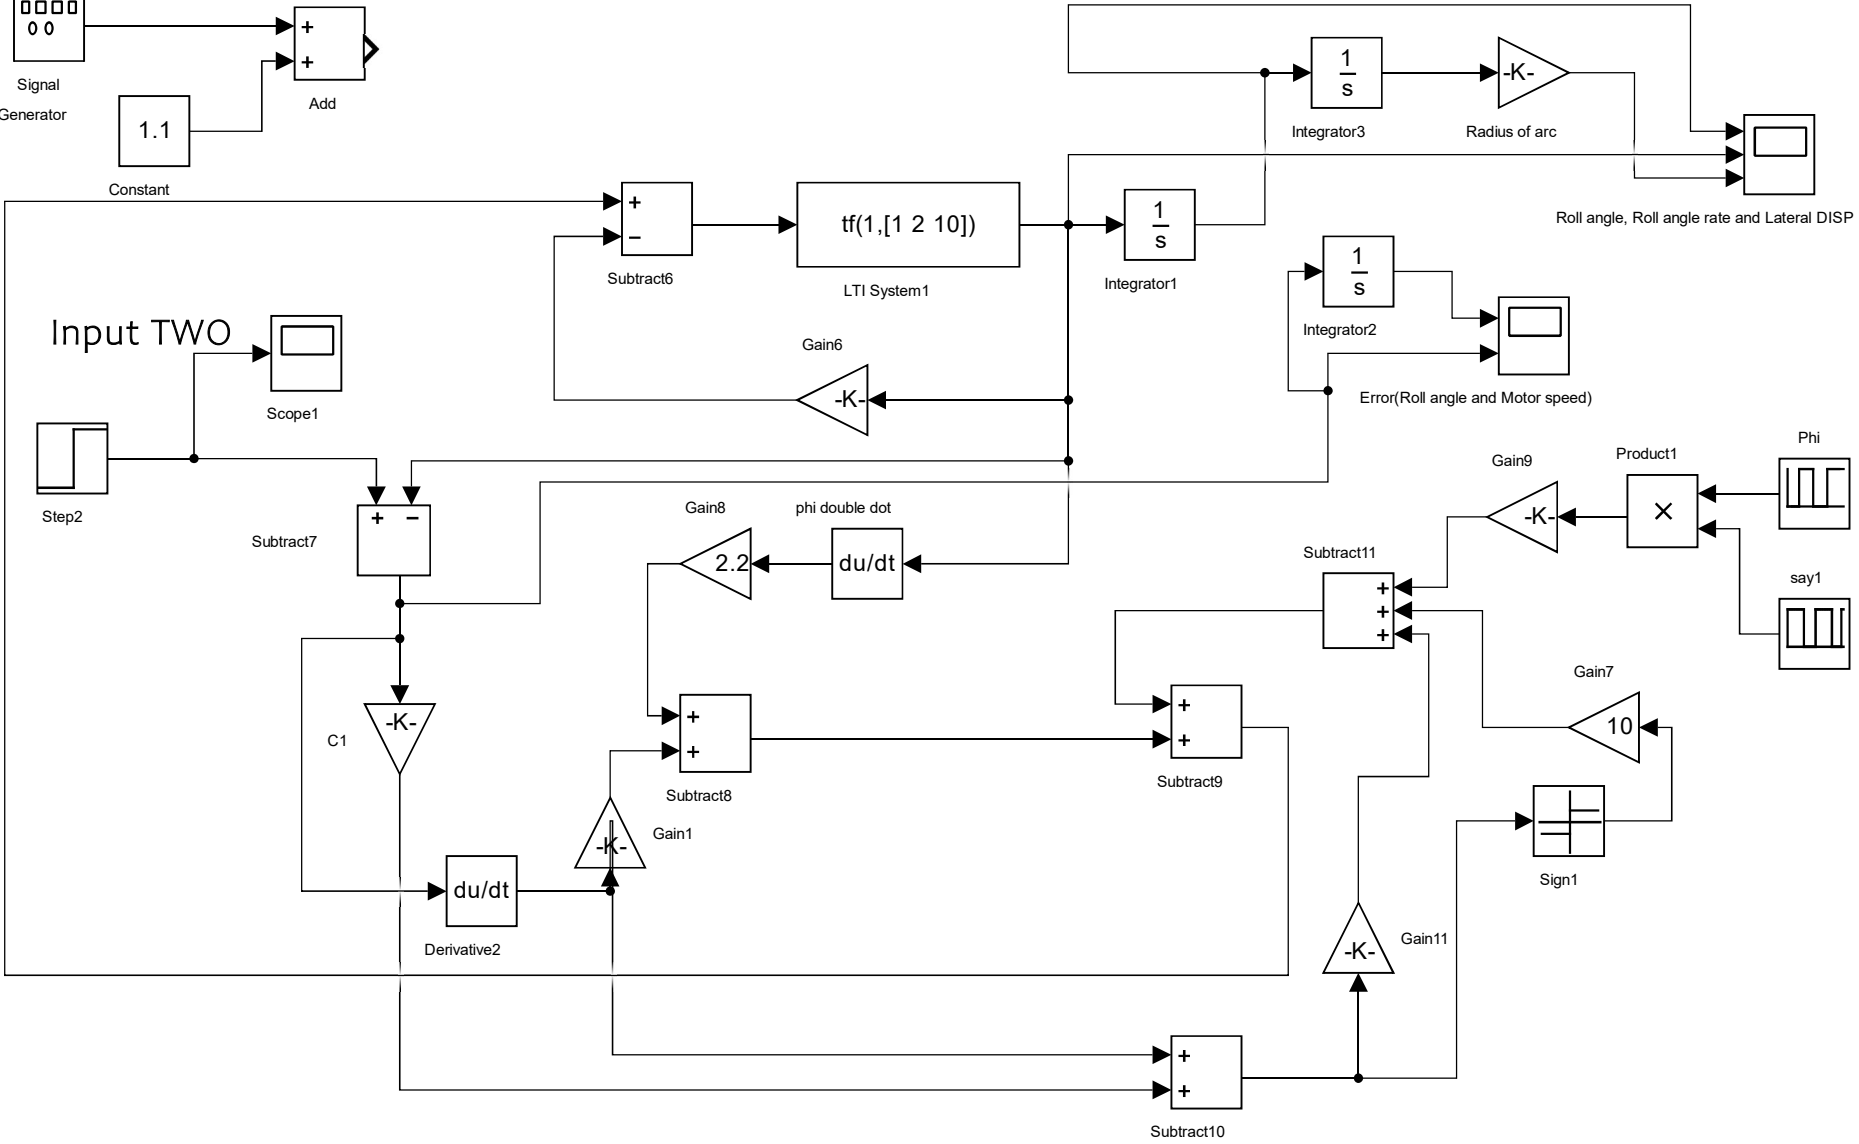 +
+
Signal
Generator
Add
1.1
Constant
1
s
Integrator3
-K-
Radius of arc
Roll angle, Roll angle rate and Lateral DISP
+
−
Subtract6
tf(1,[1 2 10])
LTI System1
1
s
Integrator1
1
s
Integrator2
Error(Roll angle and Motor speed)
Input TWO
Scope1
Gain6
-K-
Step2
+ −
Subtract7
Gain8
2.2
phi double dot
du/dt
Gain9
-K-
Product1
×
Phi
say1
Subtract11
+
+
+
Gain7
10
C1
-K-
+
+
Subtract8
+
+
Subtract9
Gain1
-K-
du/dt
Derivative2
Sign1
Gain11
-K-
+
+
Subtract10